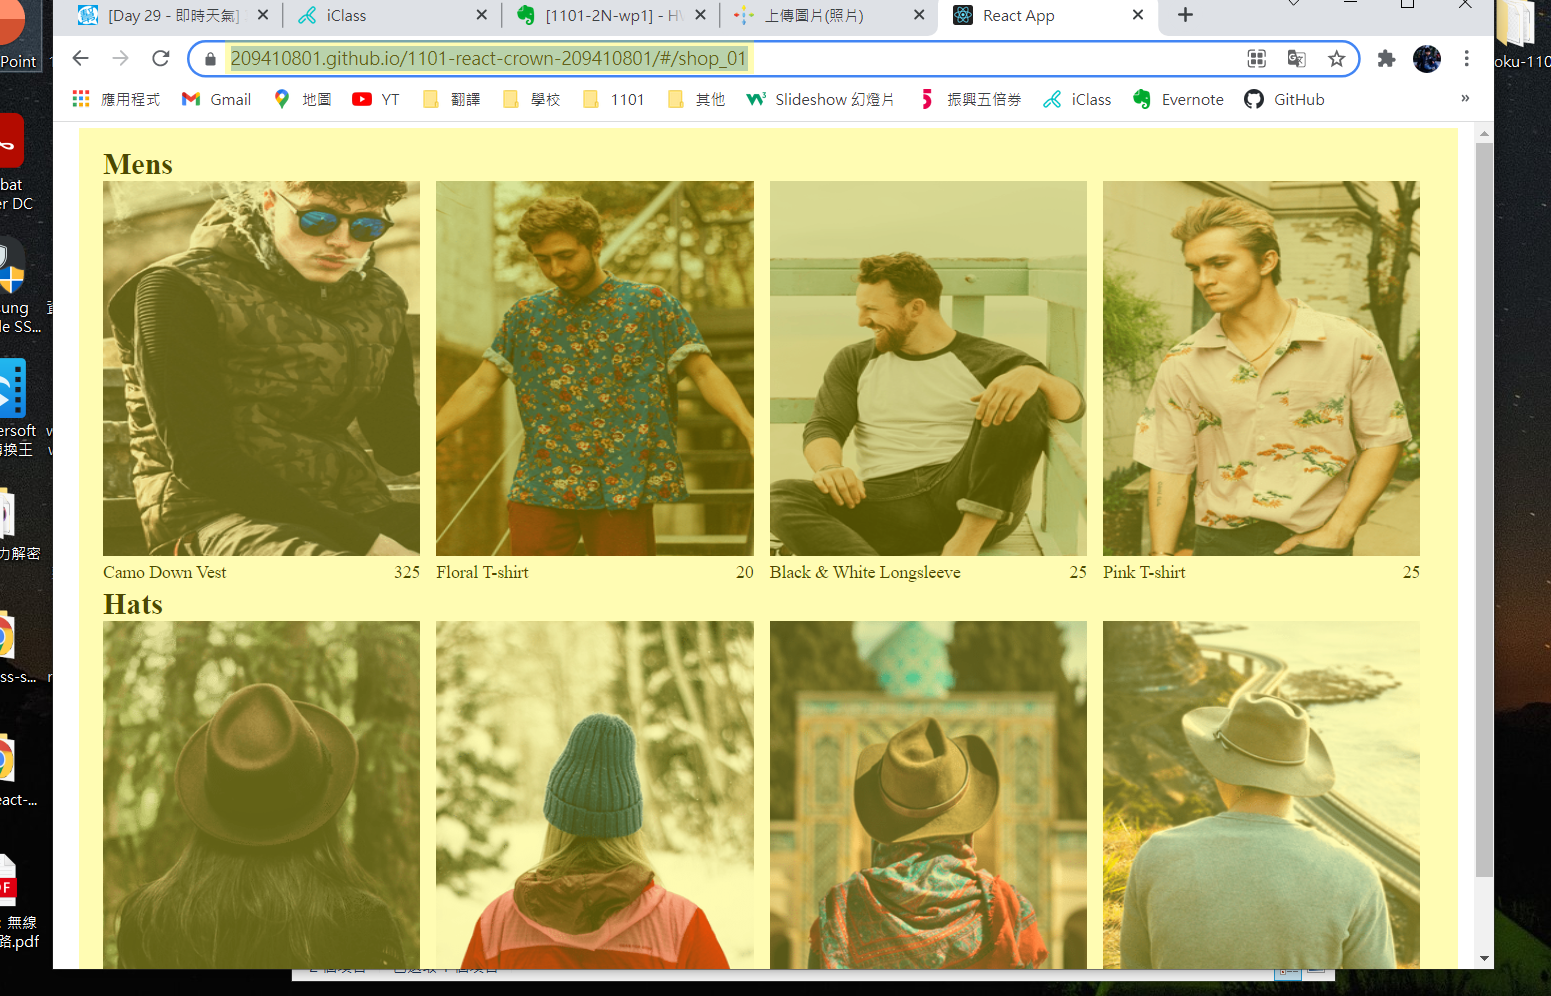 [Day 29 - 即時天氣]
iClass
[1101-2N-wp1] - HW
上傳圖片(照片)
React App
209410801.github.io/1101-react-crown-209410801/#/shop_01
應用程式
Gmail
地圖
YT
翻譯
學校
1101
其他
Slideshow 幻燈片
振興五倍券
iClass
Evernote
GitHub
»
Mens
Camo Down Vest 325
Floral T-shirt 20
Black & White Longsleeve 25
Pink T-shirt 25
Hats
Point
bat
er DC
sung
le SS...
ersoft
換王
力解密
ss-s...
eact-...
無線
路.pdf
oku-110